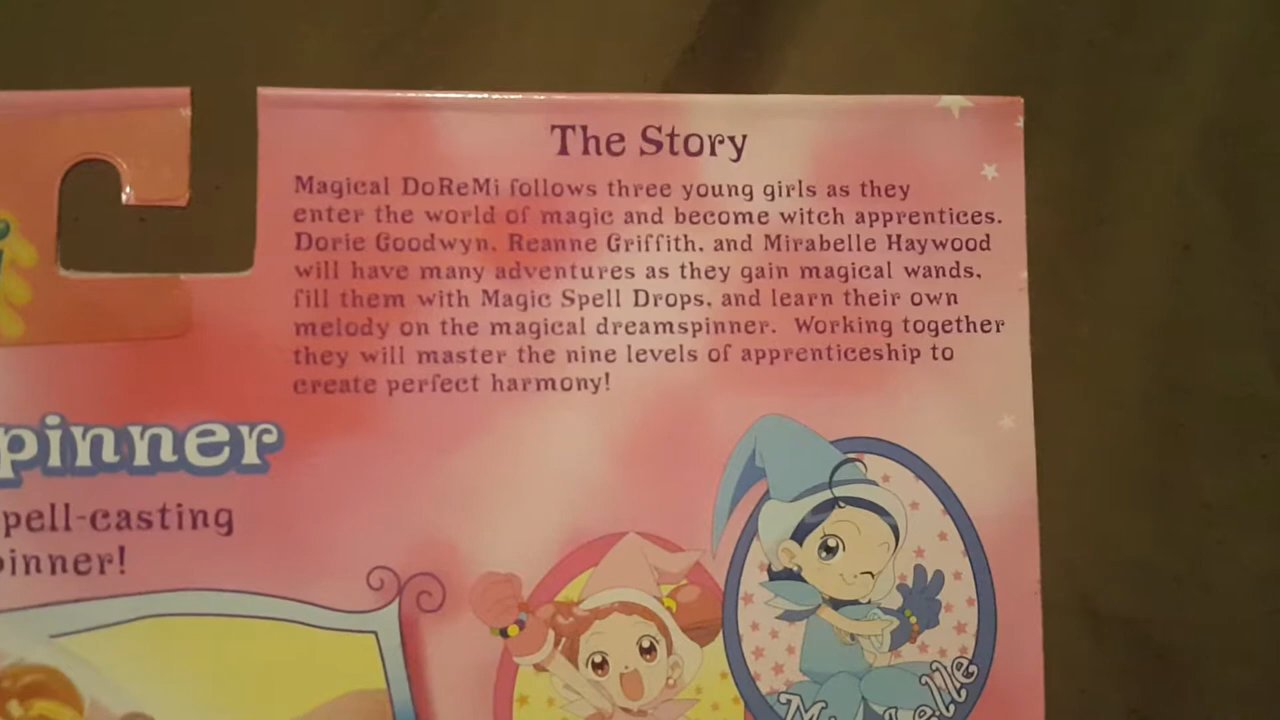 The Story
Magical DoReMi follows three young girls as they
enter the world of magic and become witch apprentices.
Dorie Goodwyn, Reanne Griffith, and Mirabelle Haywood
will have many adventures as they gain magical wands,
fill them with Magic Spell Drops, and learn their own
melody on the magical dreamspinner. Working together
they will master the nine levels of apprenticeship to
create perfect harmony!
pinner
pell-casting
inner!